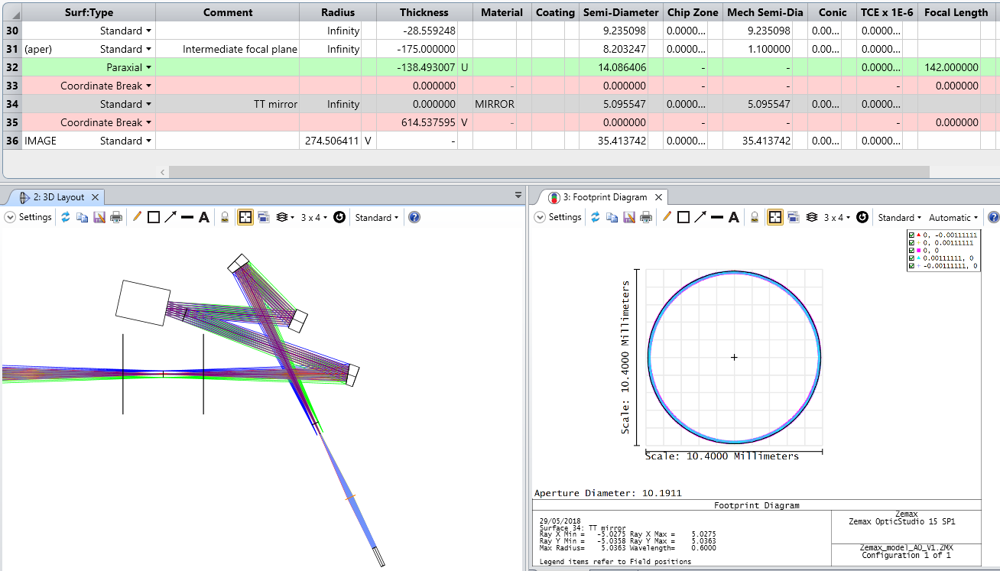 Surf:Type Comment Radius Thickness Material Coating Semi-Diameter Chip Zone Mech Semi-Dia Conic TCE x 1E-6 Focal Length
30 Standard Infinity -28.559248 9.235098 0.0000... 9.235098 0.00... 0.0000...
31 (aper) Standard Intermediate focal plane Infinity -175.000000 8.203247 0.0000... 1.100000 0.00... 0.0000...
32 Paraxial -138.493007 U 14.086406 - - 0.0000... 142.000000
33 Coordinate Break 0.000000 - 0.000000 - - - 0.000000
34 Standard TT mirror Infinity 0.000000 MIRROR 5.095547 0.0000... 5.095547 0.00... 0.0000...
35 Coordinate Break 614.537595 V - 0.000000 - - - 0.000000
36 IMAGE Standard 274.506411 V - 35.413742 0.0000... 35.413742 0.00... 0.0000...
2: 3D Layout
Settings A 3 x 4 Standard
3: Footprint Diagram
Settings A 3 x 4 Standard Automatic
0, -0.00111111
0, 0.00111111
0, 0
0.00111111, 0
-0.00111111, 0
Scale: 10.4000 Millimeters
Scale: 10.4000 Millimeters
Aperture Diameter: 10.1911
Footprint Diagram
29/05/2018
Surface 34: TT mirror
Ray X Min = -5.0275 Ray X Max = 5.0275
Ray Y Min = -5.0358 Ray Y Max = 5.0363
Max Radius= 5.0363 Wavelength= 0.6000
Legend items refer to Field positions
Zemax
Zemax OpticStudio 15 SP1
Zemax_model_AO_V1.ZMX
Configuration 1 of 1